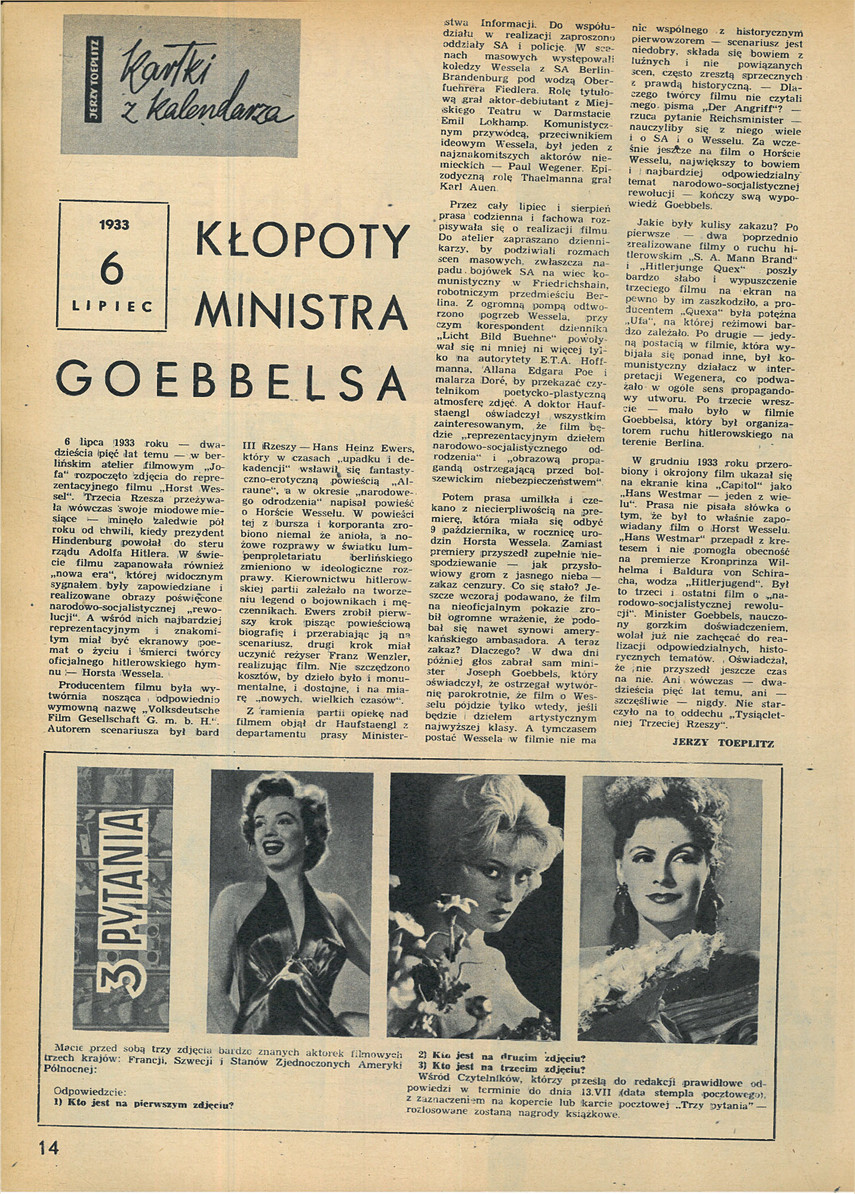 JERZY TOEPLITZ
Kartki
z kalendarza
1933
6
LIPIEC
KŁOPOTY
MINISTRA
GOEBBELSA
6 lipca 1933 roku — dwa-
dzieścia pięć lat temu — w ber-
lińskim atelier filmowym „Jo-
fa" rozpoczęto zdjęcia do repre-
zentacyjnego filmu „Horst Wes-
sel". Trzecia Rzesza przeżywa-
ła wówczas swoje miodowe mie-
siące — minęło zaledwie pół
roku od chwili, kiedy prezydent
Hindenburg powołał do steru
rządu Adolfa Hitlera. W świe-
cie filmu zapanowała również
„nowa era", której widocznym
sygnałem były zapowiedziane i
realizowane obrazy poświęcone
narodowo-socjalistycznej „rewo-
lucji". A wśród nich najbardziej
reprezentacyjnym i znakomi-
tym miał być ekranowy poe-
mat o życiu i śmierci twórcy
oficjalnego hitlerowskiego hym-
nu — Horsta Wessela.
Producentem filmu była wy-
twórnia nosząca odpowiednio
wymowną nazwę „Volksdeutsche
Film Gesellschaft G. m. b. H.".
Autorem scenariusza był bard
III Rzeszy — Hans Heinz Ewers,
który w czasach „upadku i de-
kadencji" wsławił się fantasty-
czno-erotyczną powieścią „Al-
raune", a w okresie „narodowe-
go odrodzenia" napisał powieść
o Horście Wesselu. W powieści
tej z bursza i korporanta zro-
biono niemal że anioła, a no-
żowe rozprawy w światku lum-
penproletariatu berlińskiego
zmieniono w ideologiczne roz-
prawy. Kierownictwu hitlerow-
skiej partii zależało na tworze-
niu legend o bojownikach i mę-
czennikach. Ewers zrobił pierw-
szy krok pisząc powieściową
biografię i przerabiając ją na
scenariusz, drugi krok miał
uczynić reżyser Franz Wenzler,
realizując film. Nie szczędzono
kosztów, by dzieło było i monu-
mentalne, i dostojne, i na mia-
rę „nowych, wielkich czasów".
Z ramienia partii opiekę nad
filmem objął dr Haufstaengl z
departamentu prasy Minister-
stwa Informacji. Do współu-
działu w realizacji zaproszono
oddziały SA i policję. W sce-
nach masowych występowali
koledzy Wessela z SA Berlin-
Brandenburg pod wodzą Ober-
fuehrera Fiedlera. Rolę tytuło-
wą grał aktor-debiutant z Miej-
skiego Teatru w Darmstacie
Emil Lokhamp. Komunistycz-
nym przywódcą, przeciwnikiem
ideowym Wessela, był jeden z
najznakomitszych aktorów nie-
mieckich — Paul Wegener. Epi-
zodyczną rolę Thaelmanna grał
Karl Auen.
Przez cały lipiec i sierpień
prasa codzienna i fachowa roz-
pisywała się o realizacji filmu.
Do atelier zapraszano dzienni-
karzy, by podziwiali rozmach
scen masowych, zwłaszcza na-
padu bojówek SA na wiec ko-
munistyczny w Friedrichshain,
robotniczym przedmieściu Ber-
lina. Z ogromną pompą odtwo-
rzono pogrzeb Wessela, przy
czym korespondent dziennika
„Licht Bild Buehne" powoły-
wał się ni mniej ni więcej tyl-
ko na autorytety E.T.A. Hoff-
manna, Allana Edgara Poe i
malarza Doré, by przekazać czy-
telnikom poetycko-plastyczną
atmosferę zdjęć. A doktor Hauf-
staengl oświadczył wszystkim
zainteresowanym, że film bę-
dzie „reprezentacyjnym dziełem
narodowo-socjalistycznego od-
rodzenia" i „obrazową propa-
gandą ostrzegającą przed bol-
szewickim niebezpieczeństwem".
Potem prasa umilkła i cze-
kano z niecierpliwością na pre-
mierę, która miała się odbyć
9 października, w rocznicę uro-
dzin Horsta Wessela. Zamiast
premiery przyszedł zupełnie nie-
spodziewanie — jak przysło-
wiowy grom z jasnego nieba —
zakaz cenzury. Co się stało? Je-
szcze wczoraj podawano, że film
na nieoficjalnym pokazie zro-
bił ogromne wrażenie, że podo-
bał się nawet synowi amery-
kańskiego ambasadora. A teraz
zakaz? Dlaczego? W dwa dni
później głos zabrał sam mini-
ster Joseph Goebbels, który
oświadczył, że ostrzegał wytwór-
nię parokrotnie, że film o Wes-
selu pójdzie tylko wtedy, jeśli
będzie dziełem artystycznym
najwyższej klasy. A tymczasem
postać Wessela w filmie nie ma
nic wspólnego z historycznym
pierwowzorem — scenariusz jest
niedobry, składa się bowiem z
luźnych i nie powiązanych
scen, często zresztą sprzecznych
z prawdą historyczną. — Dla-
czego twórcy filmu nie czytali
mego pisma „Der Angriff"? —
rzuca pytanie Reichsminister —
nauczyliby się z niego wiele
i o SA i o Wesselu. Za wcze-
śnie jeszcze na film o Horście
Wesselu, największy to bowiem
i najbardziej odpowiedzialny
temat narodowo-socjalistycznej
rewolucji — kończy swą wypo-
wiedź Goebbels.
Jakie były kulisy zakazu? Po
pierwsze — dwa poprzednio
zrealizowane filmy o ruchu hi-
tlerowskim „S. A. Mann Brand"
i „Hitlerjunge Quex" poszły
bardzo słabo i wypuszczenie
trzeciego filmu na ekran na
pewno by im zaszkodziło, a pro-
ducentem „Quexa" była potężna
„Ufa", na której reżimowi bar-
dzo zależało. Po drugie — jedy-
ną postacią w filmie, która wy-
bijała się ponad inne, był ko-
munistyczny działacz w inter-
pretacji Wegenera, co podwa-
żało w ogóle sens propagando-
wy utworu. Po trzecie wresz-
cie — mało było w filmie
Goebbelsa, który był organiza-
torem ruchu hitlerowskiego na
terenie Berlina.
W grudniu 1933 roku przero-
biony i okrojony film ukazał się
na ekranie kina „Capitol" jako
„Hans Westmar — jeden z wie-
lu". Prasa nie pisała słówka o
tym, że był to właśnie zapo-
wiadany film o Horst Wesselu.
„Hans Westmar" przepadł z kre-
tesem i nie pomogła obecność
na premierze Kronprinza Wil-
helma i Baldura von Schira-
cha, wodza „Hitlerjugend". Był
to trzeci i ostatni film o „na-
rodowo-socjalistycznej rewolu-
cji". Minister Goebbels, nauczo-
ny gorzkim doświadczeniem,
wolał już nie zachęcać do rea-
lizacji odpowiedzialnych, histo-
rycznych tematów. Oświadczał,
że nie przyszedł jeszcze czas
na nie. Ani wówczas — dwa-
dzieścia pięć lat temu, ani —
szczęśliwie — nigdy. Nie star-
czyło na to oddechu „Tysiąclet-
niej Trzeciej Rzeszy".
JERZY TOEPLITZ
3 PYTANIA
Macie przed sobą trzy zdjęcia bardzo znanych aktorek filmowych
trzech krajów: Francji, Szwecji i Stanów Zjednoczonych Ameryki
Północnej:
Odpowiedzcie:
1) Kto jest na pierwszym zdjęciu?
2) Kto jest na drugim zdjęciu?
3) Kto jest na trzecim zdjęciu?
Wśród Czytelników, którzy prześlą do redakcji prawidłowe od-
powiedzi w terminie do dnia 13.VII (data stempla pocztowego),
z zaznaczeniem na kopercie lub karcie pocztowej „Trzy pytania" —
rozlosowane zostaną nagrody książkowe.
14